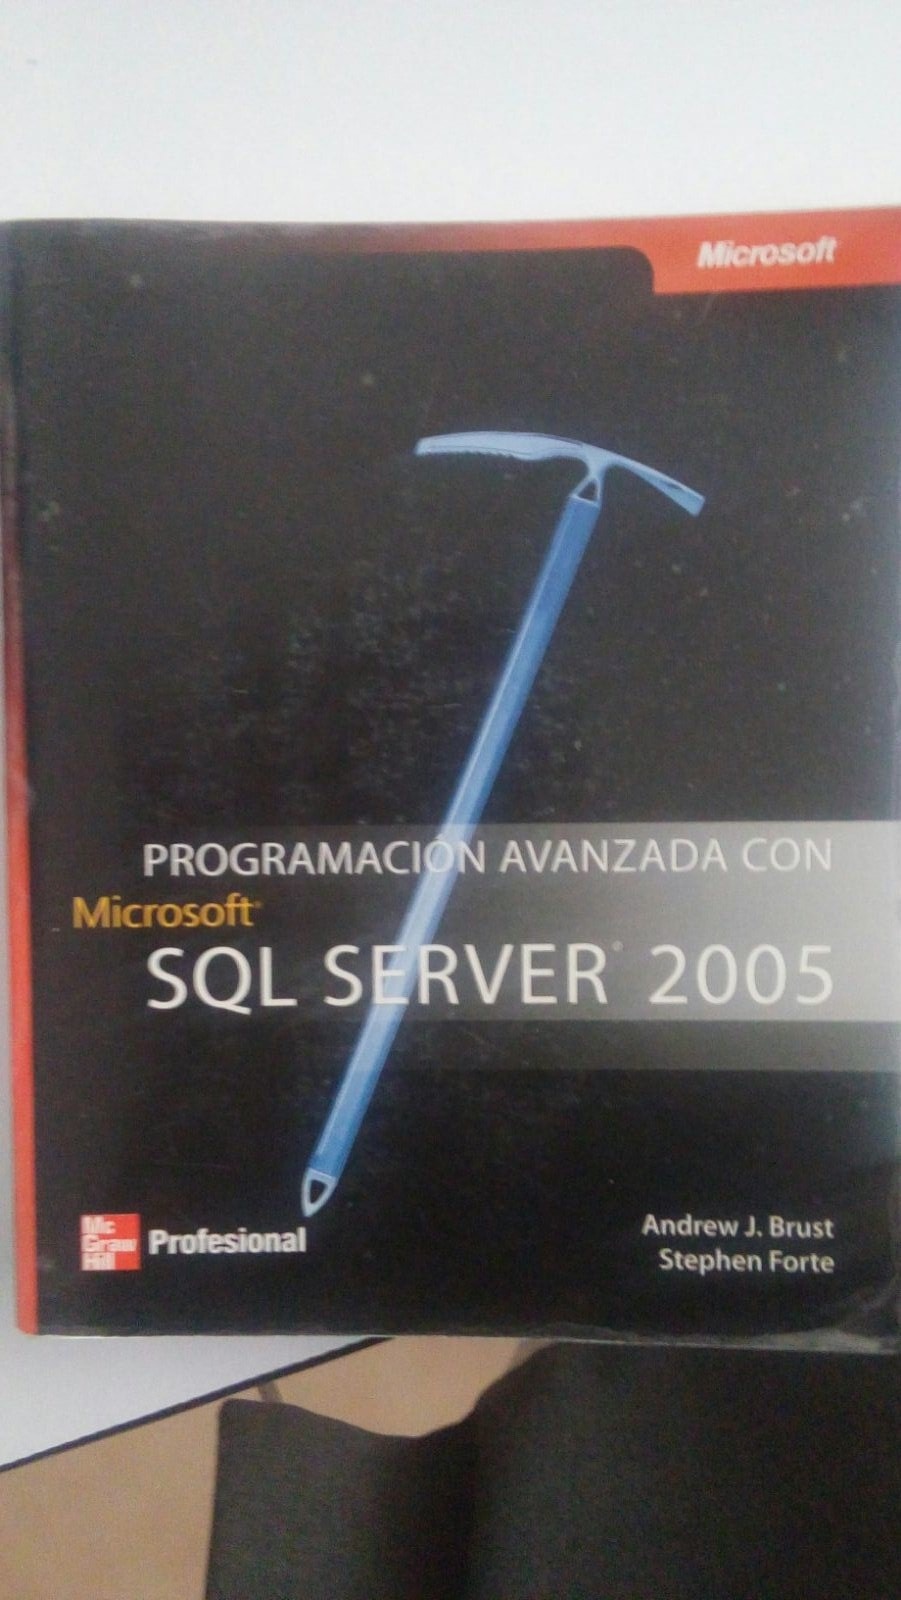 Microsoft
PROGRAMACIÓN AVANZADA CON
Microsoft®
SQL SERVER® 2005
Mc
Graw
Hill
Profesional
Andrew J. Brust
Stephen Forte